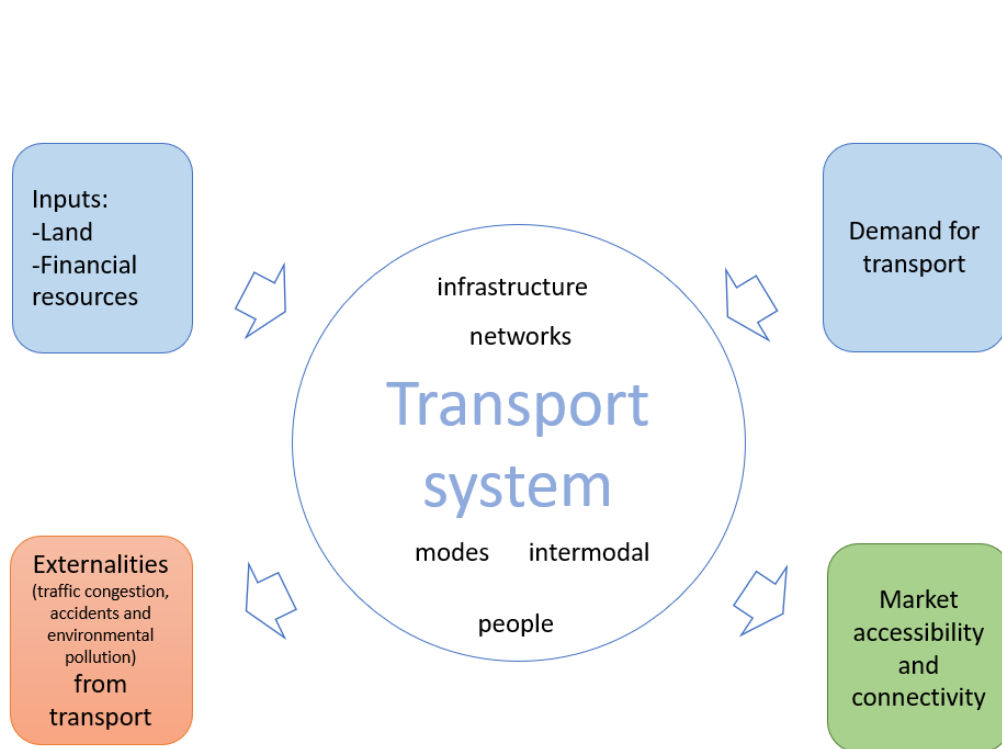 Inputs:
-Land
-Financial
resources
Demand for
transport
infrastructure
networks
Transport
system
modes intermodal
people
Externalities
(traffic congestion,
accidents and
environmental
pollution)
from
transport
Market
accessibility
and
connectivity